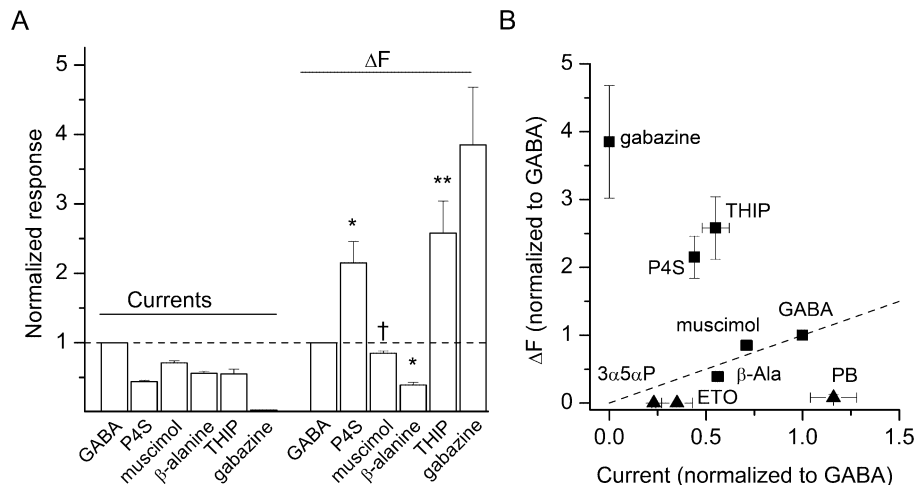 A
Normalized response
5
4
3
2
1
Currents
ΔF
*
†
*
**
GABA
P4S
muscimol
β-alanine
THIP
gabazine
GABA
P4S
muscimol
β-alanine
THIP
gabazine
B
ΔF (normalized to GABA)
5
4
3
2
1
0
gabazine
THIP
P4S
GABA
muscimol
β-Ala
3α5αP
ETO
PB
0.0
0.5
1.0
1.5
Current (normalized to GABA)